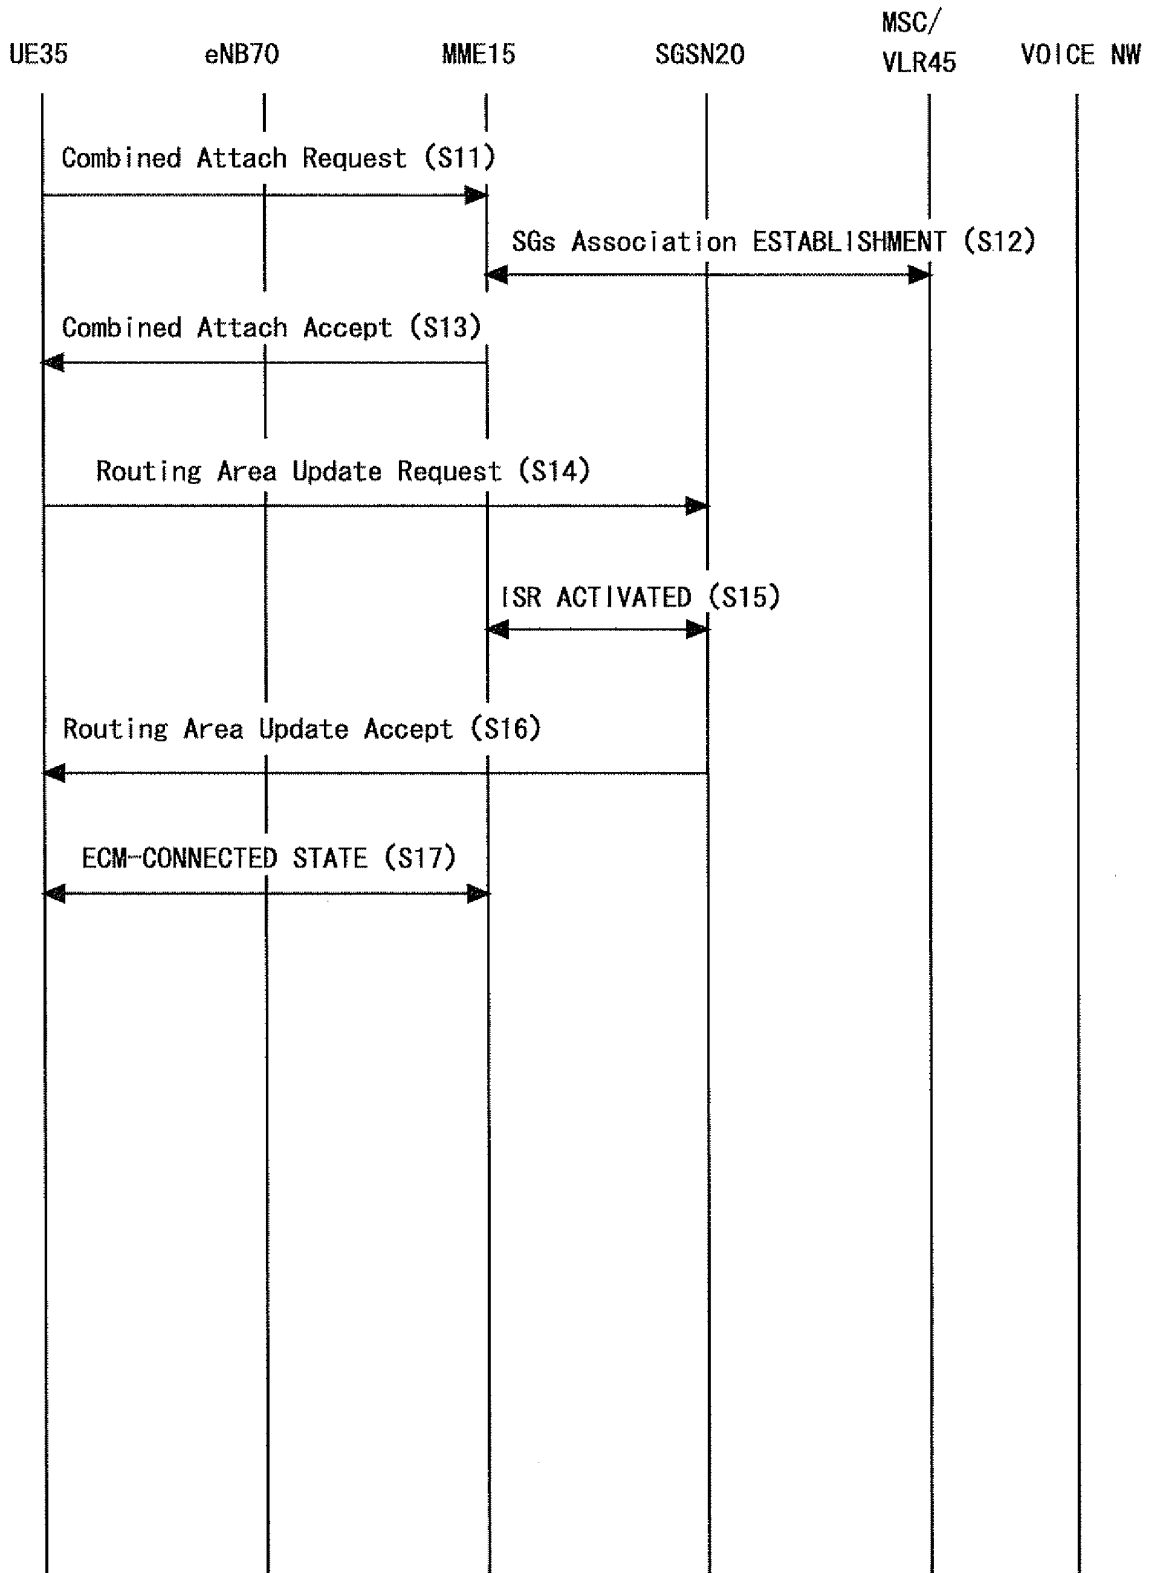 UE35 eNB70 MME15 SGSN20 MSC/ VOICE NW
VLR45
Combined Attach Request (S11)
SGs Association ESTABLISHMENT (S12)
Combined Attach Accept (S13)
Routing Area Update Request (S14)
ISR ACTIVATED (S15)
Routing Area Update Accept (S16)
ECM-CONNECTED STATE (S17)